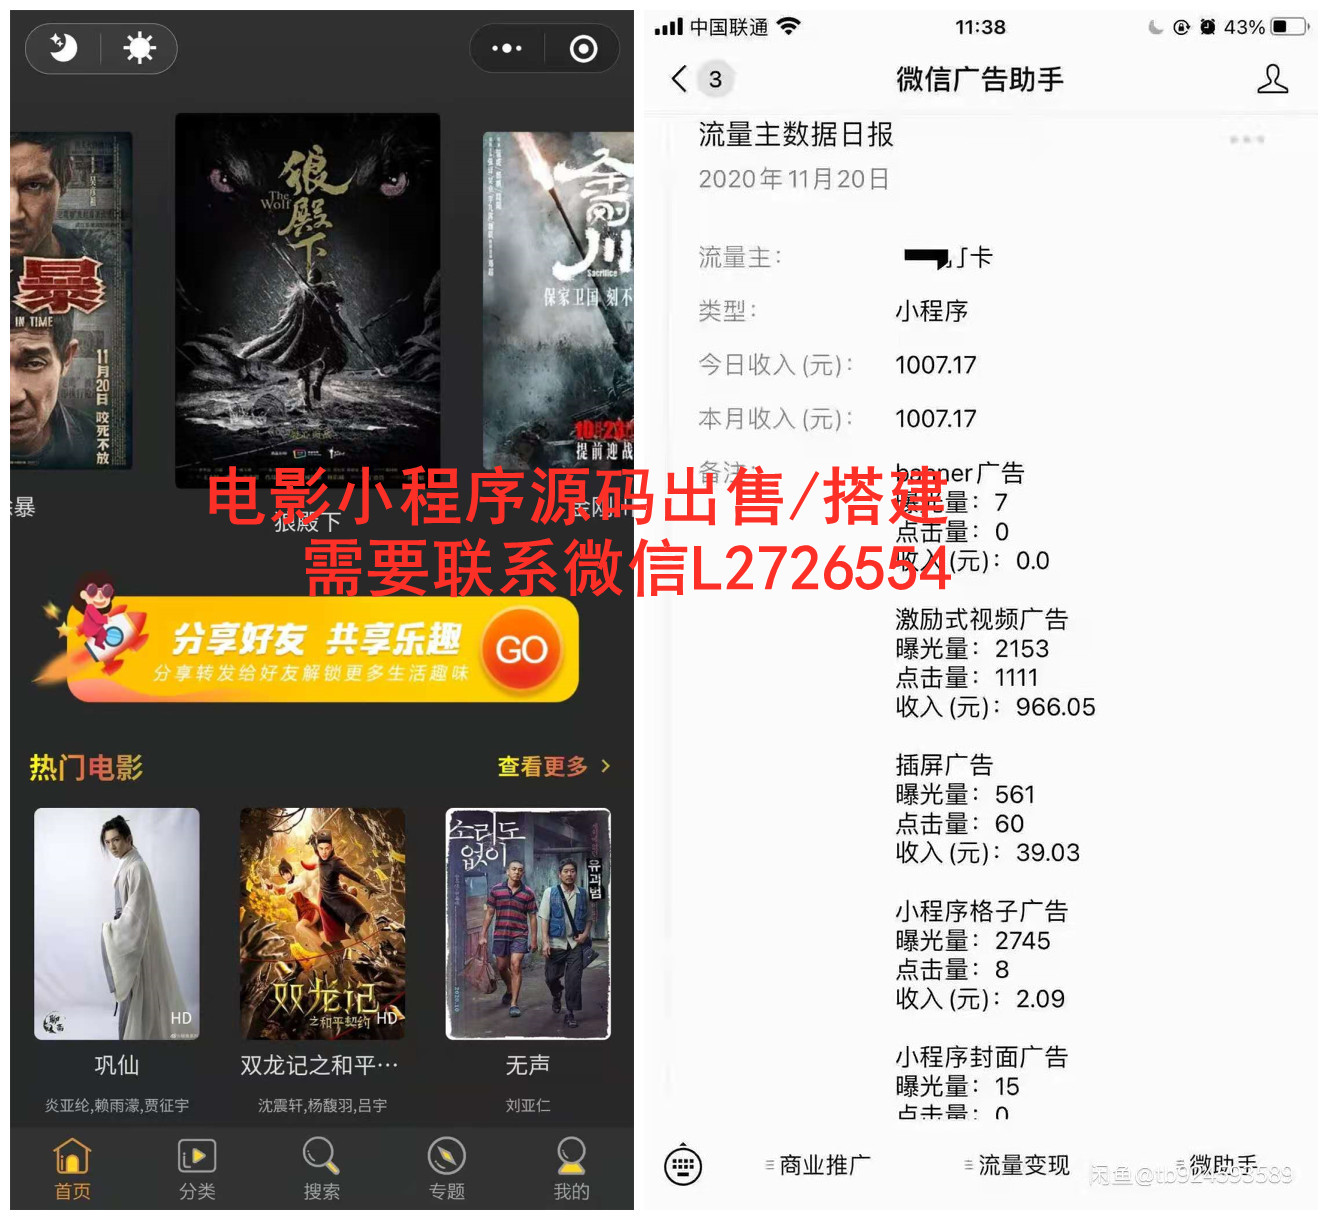 狼殿下
The Wolf
IN TIME
11月20日 咬死不放
金刚川
Sacrifice
保家卫国 刻不
10.23
提前迎战
狼殿下
电影小程序源码出售/搭建
需要联系微信L2726554
分享好友 共享乐趣
分享转发给好友解锁更多生活趣味
GO
热门电影
查看更多 >
HD
双龙记
之和平契约
HD
소리도
없이
유괴범
巩仙
双龙记之和平···
无声
炎亚纶,赖雨濛,贾征宇
沈震轩,杨馥羽,吕宇
刘亚仁
首页
分类
搜索
专题
我的
中国联通
11:38
43%
3
微信广告助手
流量主数据日报
2020年11月20日
流量主：
卡
类型：
小程序
今日收入 (元)：
1007.17
本月收入 (元)：
1007.17
备注：
banner广告
曝光量：7
点击量：0
收入 (元)：0.0
激励式视频广告
曝光量：2153
点击量：1111
收入 (元)：966.05
插屏广告
曝光量：561
点击量：60
收入 (元)：39.03
小程序格子广告
曝光量：2745
点击量：8
收入 (元)：2.09
小程序封面广告
曝光量：15
点击量：0
商业推广
流量变现
微助手
闲鱼@tb924593589